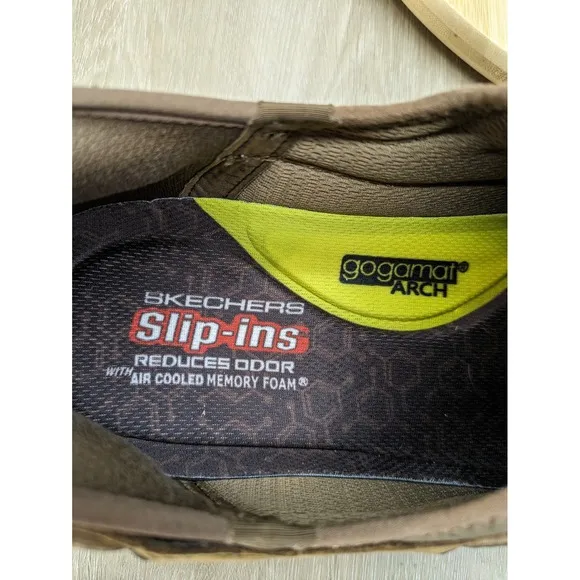 gogamat®
ARCH
SKECHERS
Slip-ins
REDUCES ODOR
WITH AIR COOLED MEMORY FOAM®